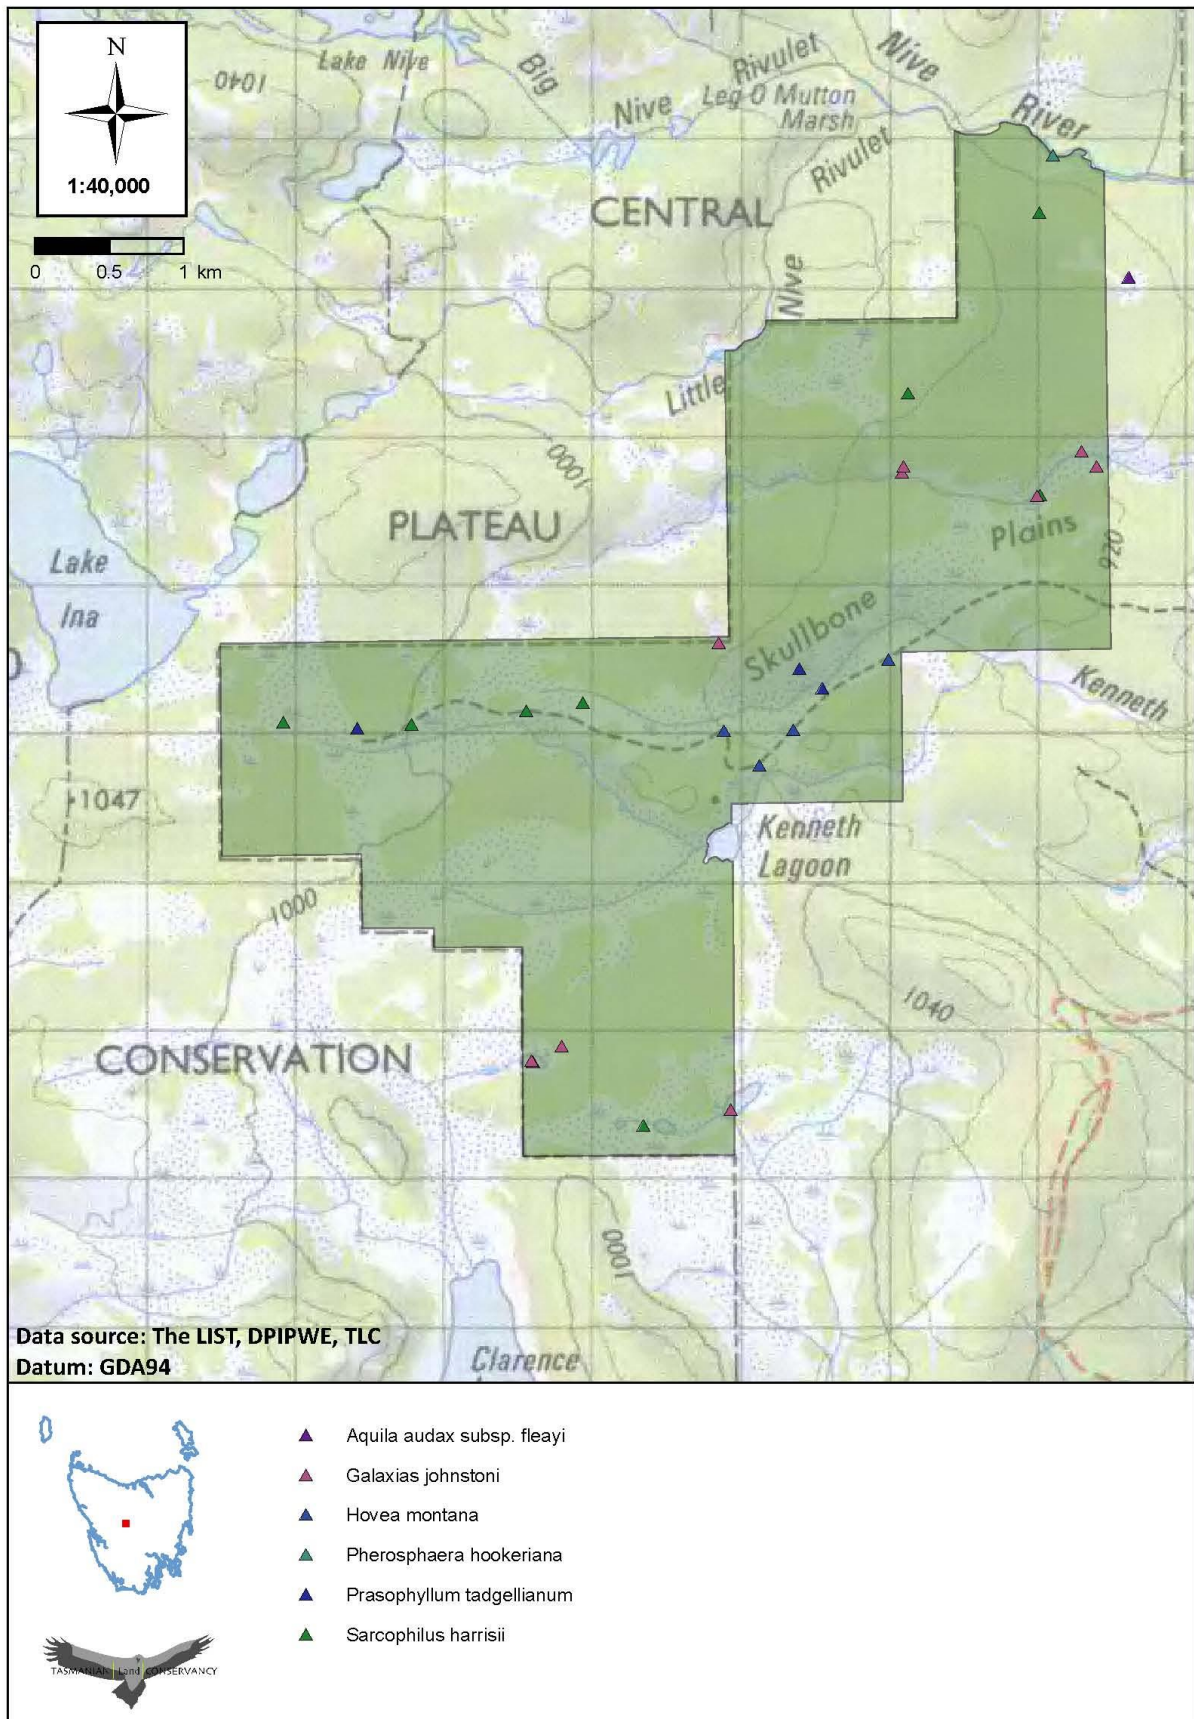 N
1:40,000
0 0.5 1 km
1040
Lake Nive
Big
Nive
Rivulet
Nive
River
Leg O Mutton
Marsh
Rivulet
CENTRAL
Nive
Little
1000
PLATEAU
Lake
Ina
Plains
920
Skullbone
Kenneth
1047
Kenneth
Lagoon
1000
1040
CONSERVATION
1000
Clarence
Data source: The LIST, DPIPWE, TLC
Datum: GDA94
Aquila audax subsp. fleayi
Galaxias johnstoni
Hovea montana
Pherosphaera hookeriana
Prasophyllum tadgellianum
Sarcophilus harrisii
TASMANIAN Land CONSERVANCY